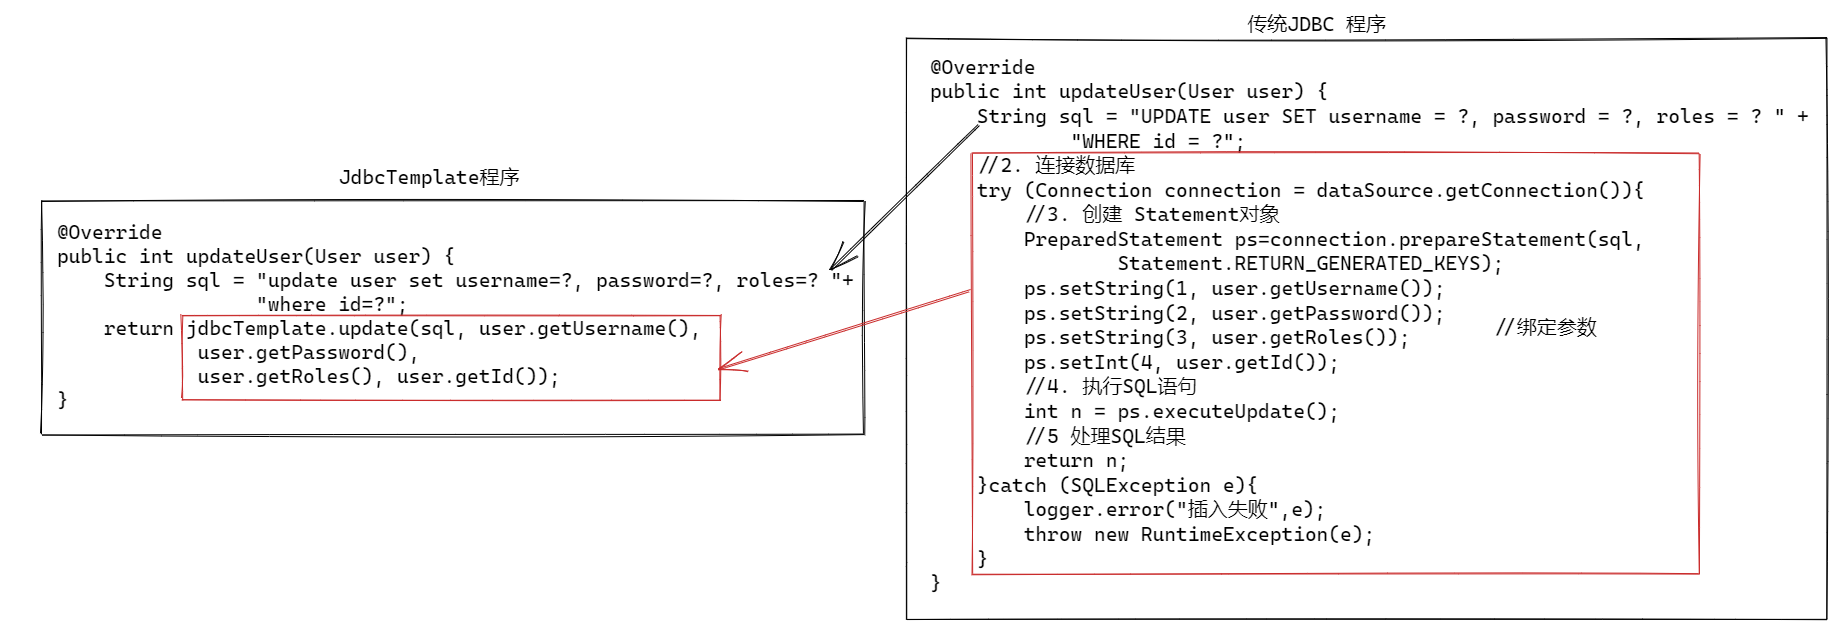 JdbcTemplate程序
@Override
public int updateUser(User user) {
    String sql = "update user set username=?, password=?, roles=? "+
                 "where id=?";
    return jdbcTemplate.update(sql, user.getUsername(),
            user.getPassword(),
            user.getRoles(), user.getId());
}
传统JDBC 程序
@Override
public int updateUser(User user) {
    String sql = "UPDATE user SET username = ?, password = ?, roles = ? " +
            "WHERE id = ?";
    //2. 连接数据库
    try (Connection connection = dataSource.getConnection()){
        //3. 创建 Statement对象
        PreparedStatement ps=connection.prepareStatement(sql,
                Statement.RETURN_GENERATED_KEYS);
        ps.setString(1, user.getUsername());
        ps.setString(2, user.getPassword());
        ps.setString(3, user.getRoles());        //绑定参数
        ps.setInt(4, user.getId());
        //4. 执行SQL语句
        int n = ps.executeUpdate();
        //5 处理SQL结果
        return n;
    }catch (SQLException e){
        logger.error("插入失败",e);
        throw new RuntimeException(e);
    }
}